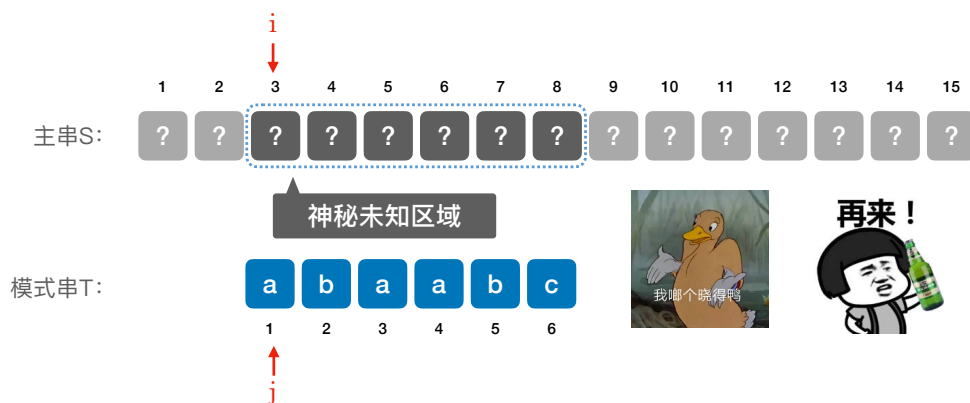 i
1 2 3 4 5 6 7 8 9 10 11 12 13 14 15
主串S: ? ? ? ? ? ? ? ? ? ? ? ? ? ? ?
神秘未知区域
再来！
模式串T: a b a a b c
我啷个晓得鸭
1 2 3 4 5 6
j